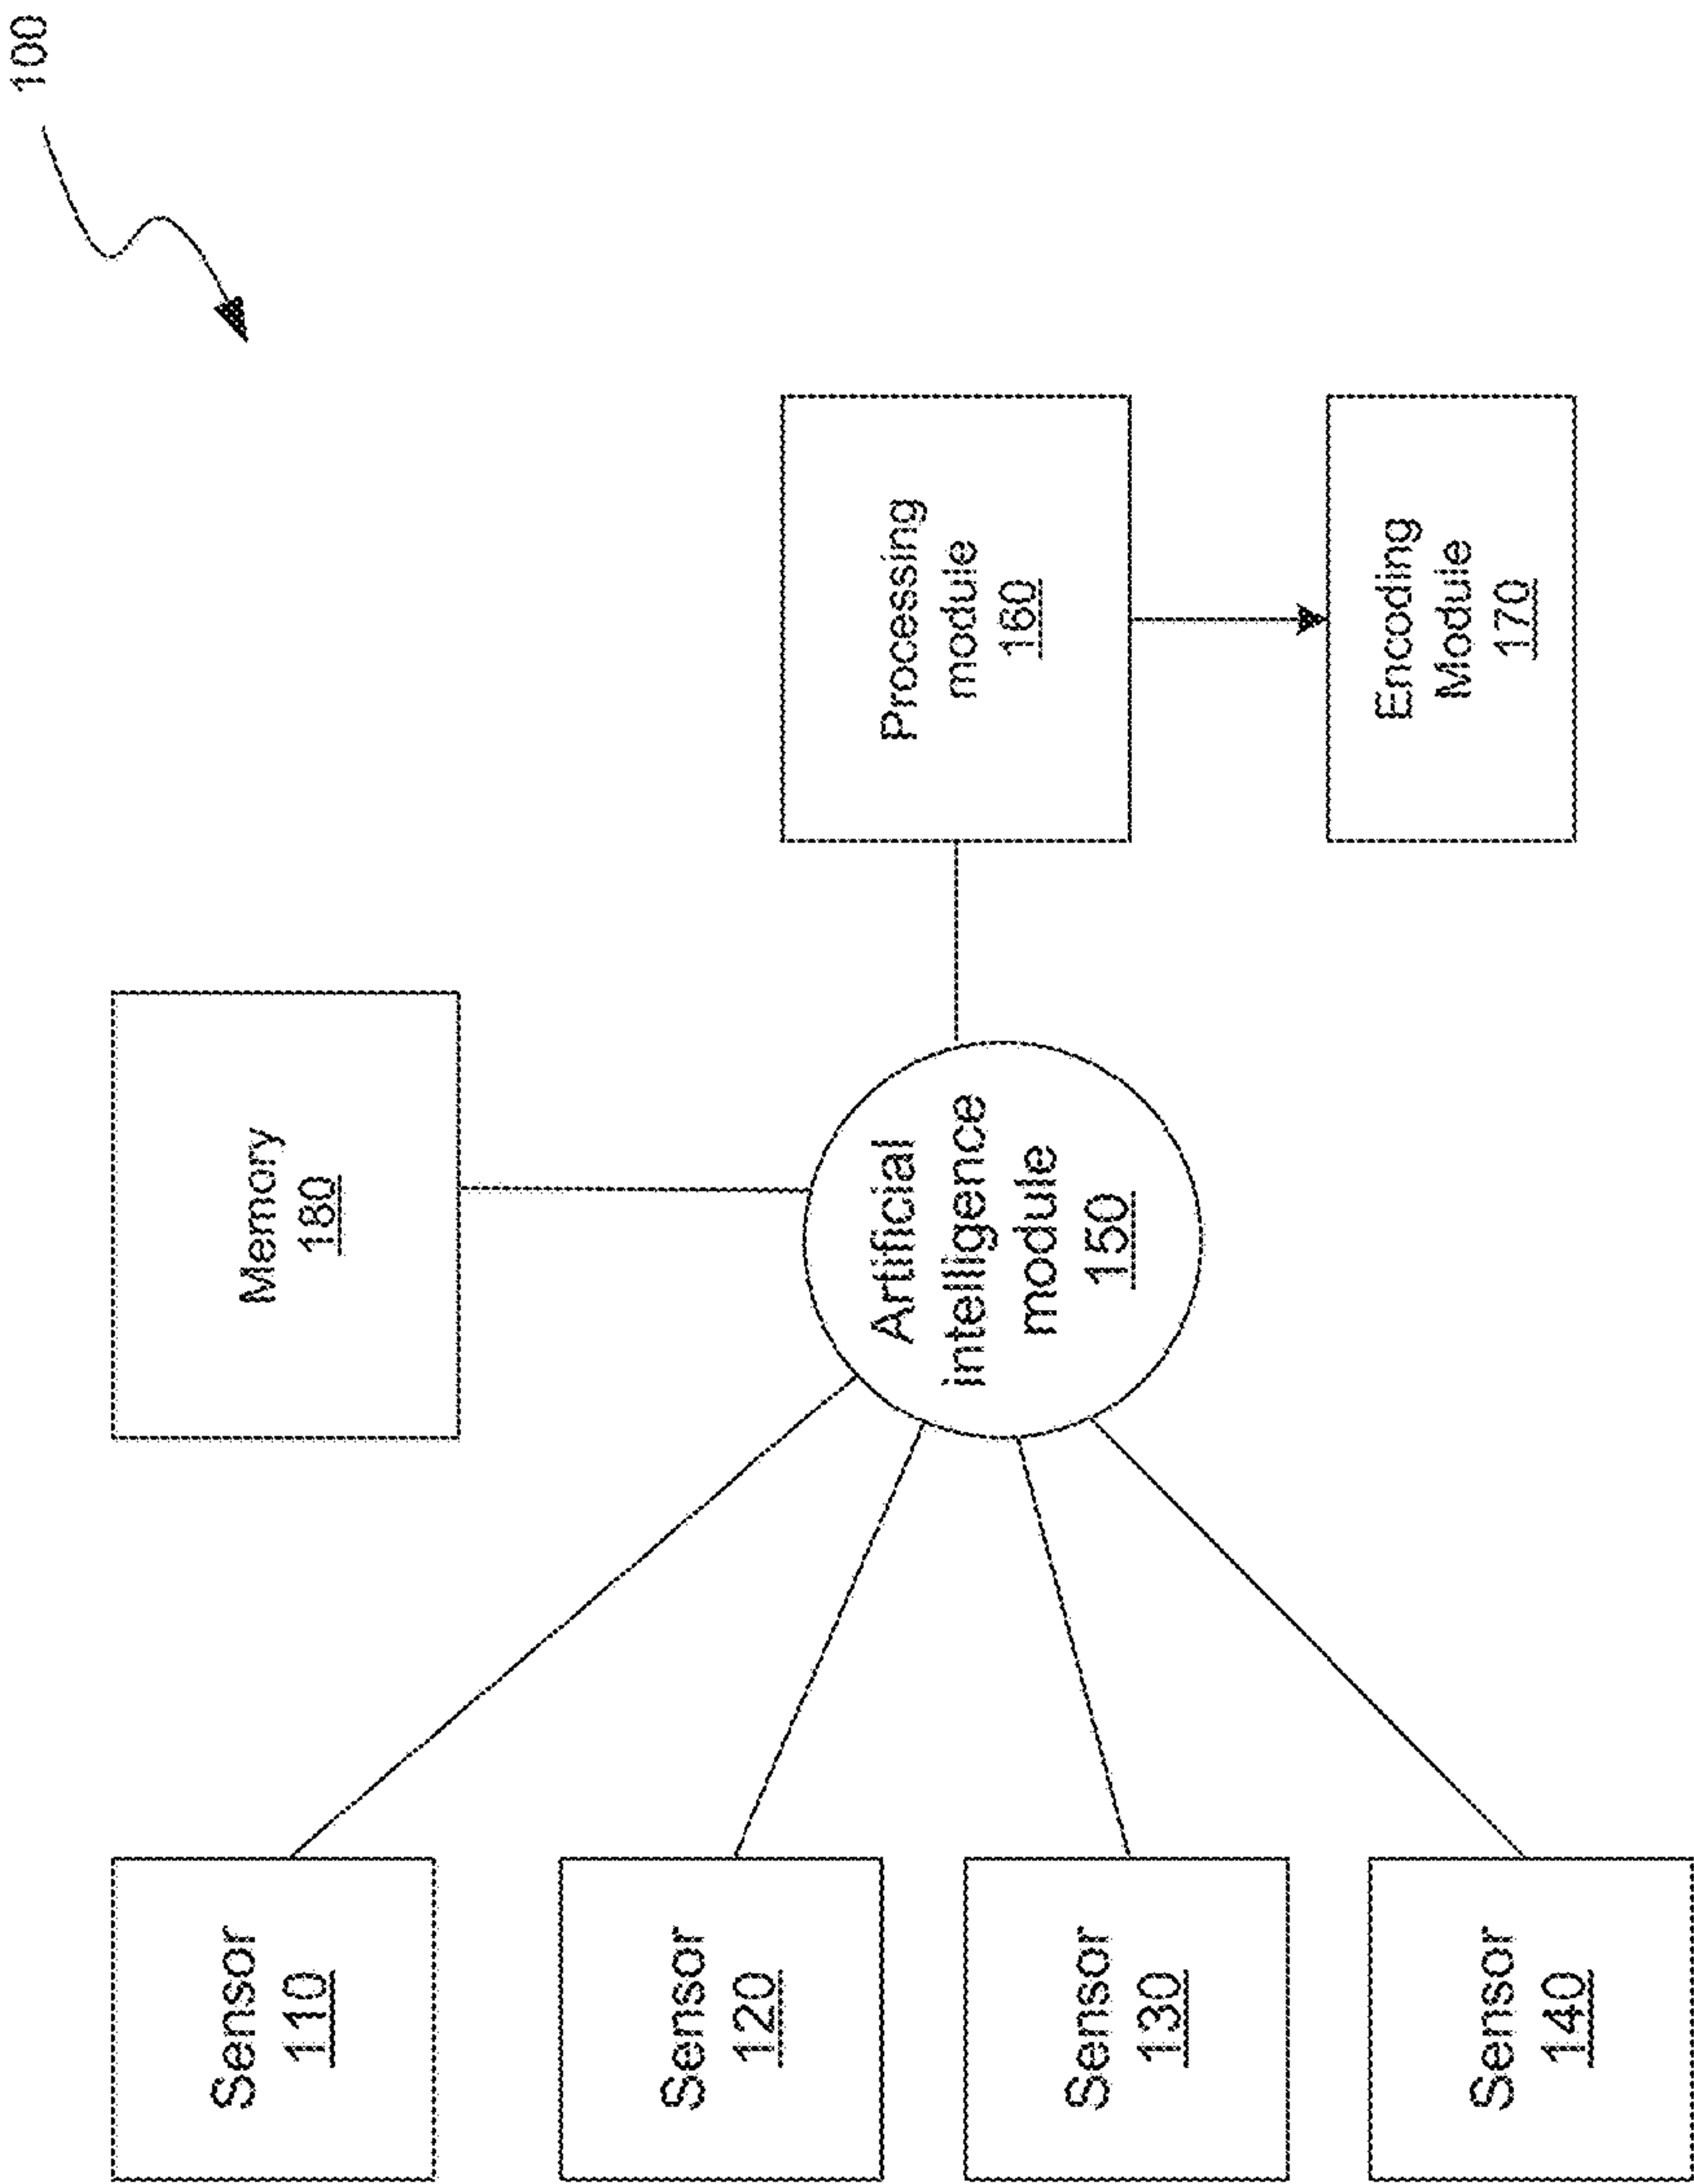 100
Memory
180
Processing
module
160
Encoding
Module
170
Artificial
intelligence
module
150
Sensor
110
Sensor
120
Sensor
130
Sensor
140